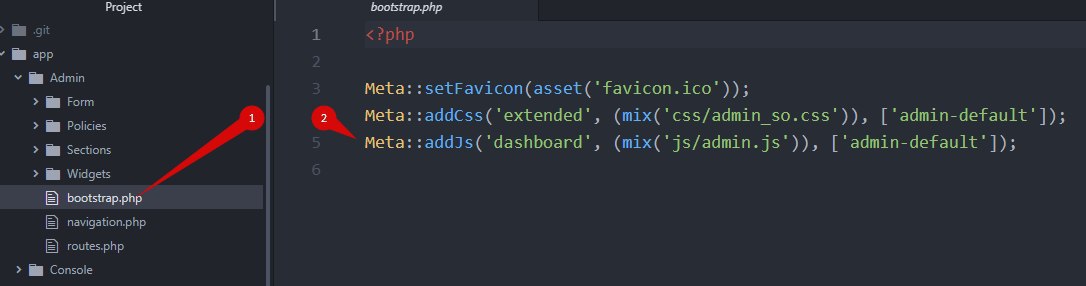 Project
.git
app
Admin
Form
Policies
Sections
Widgets
bootstrap.php
navigation.php
routes.php
Console
1
2
bootstrap.php
1 <?php
2
3 Meta::setFavicon(asset('favicon.ico'));
4 Meta::addCss('extended', (mix('css/admin_so.css')), ['admin-default']);
5 Meta::addJs('dashboard', (mix('js/admin.js')), ['admin-default']);
6